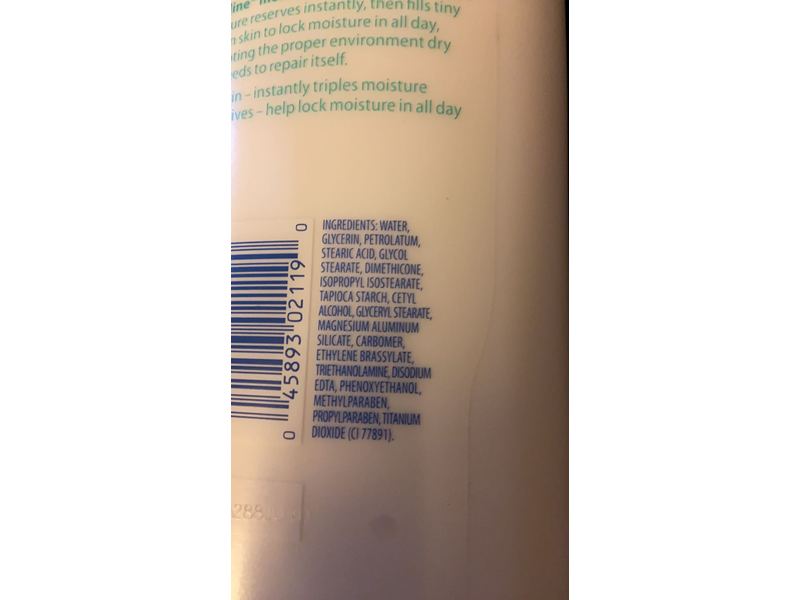 ure reserves instantly, then fills tiny
skin to lock moisture in all day,
ting the proper environment dry
eds to repair itself.
in – instantly triples moisture
ives – help lock moisture in all day
INGREDIENTS: WATER,
GLYCERIN, PETROLATUM,
STEARIC ACID, GLYCOL
STEARATE, DIMETHICONE,
ISOPROPYL ISOSTEARATE,
TAPIOCA STARCH, CETYL
ALCOHOL, GLYCERYL STEARATE,
MAGNESIUM ALUMINUM
SILICATE, CARBOMER,
ETHYLENE BRASSYLATE,
TRIETHANOLAMINE, DISODIUM
EDTA, PHENOXYETHANOL,
METHYLPARABEN,
PROPYLPARABEN, TITANIUM
DIOXIDE (CI 77891).
0 45893 02119 0